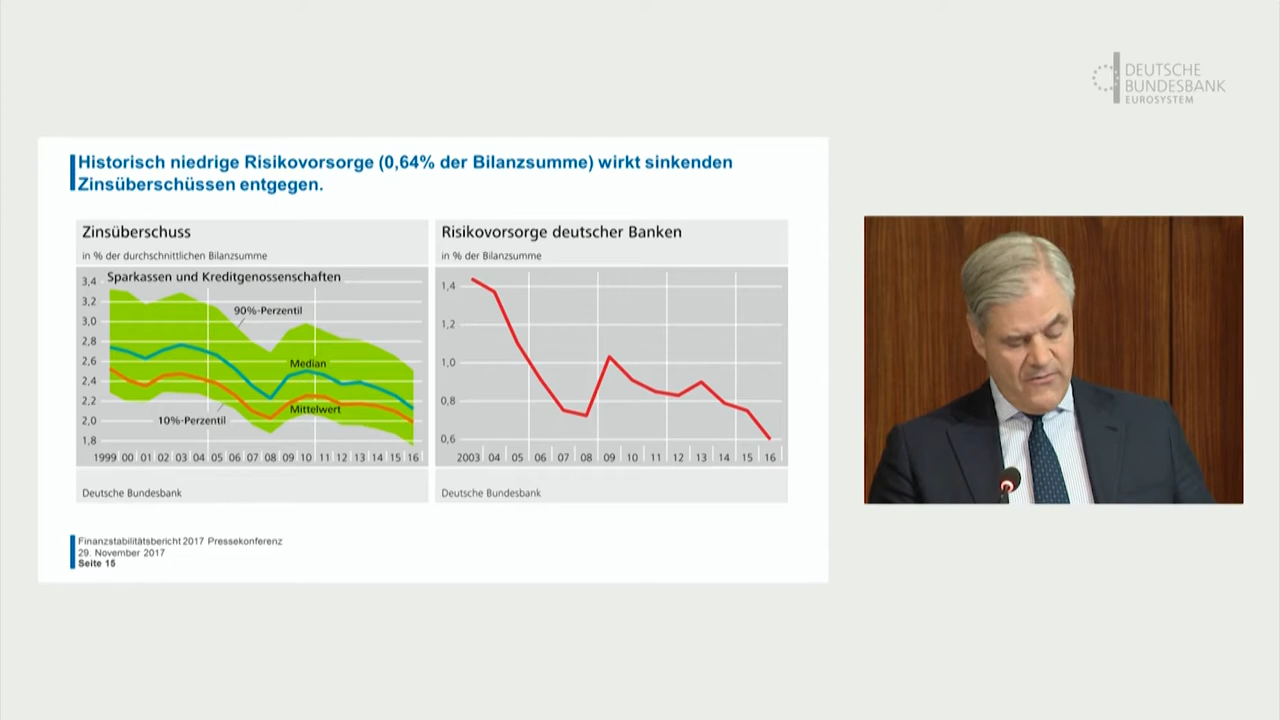 DEUTSCHE
BUNDESBANK
EUROSYSTEM
Historisch niedrige Risikovorsorge (0,64% der Bilanzsumme) wirkt sinkenden
Zinsüberschüssen entgegen.
Zinsüberschuss
in % der durchschnittlichen Bilanzsumme
Sparkassen und Kreditgenossenschaften
3,4
3,2
3,0
2,8
2,6
2,4
2,2
2,0
1,8
90%-Perzentil
Median
Mittelwert
10%-Perzentil
1999 00 01 02 03 04 05 06 07 08 09 10 11 12 13 14 15 16
Deutsche Bundesbank
Risikovorsorge deutscher Banken
in % der Bilanzsumme
1,4
1,2
1,0
0,8
0,6
2003 04 05 06 07 08 09 10 11 12 13 14 15 16
Deutsche Bundesbank
Finanzstabilitätsbericht 2017 Pressekonferenz
29. November 2017
Seite 15